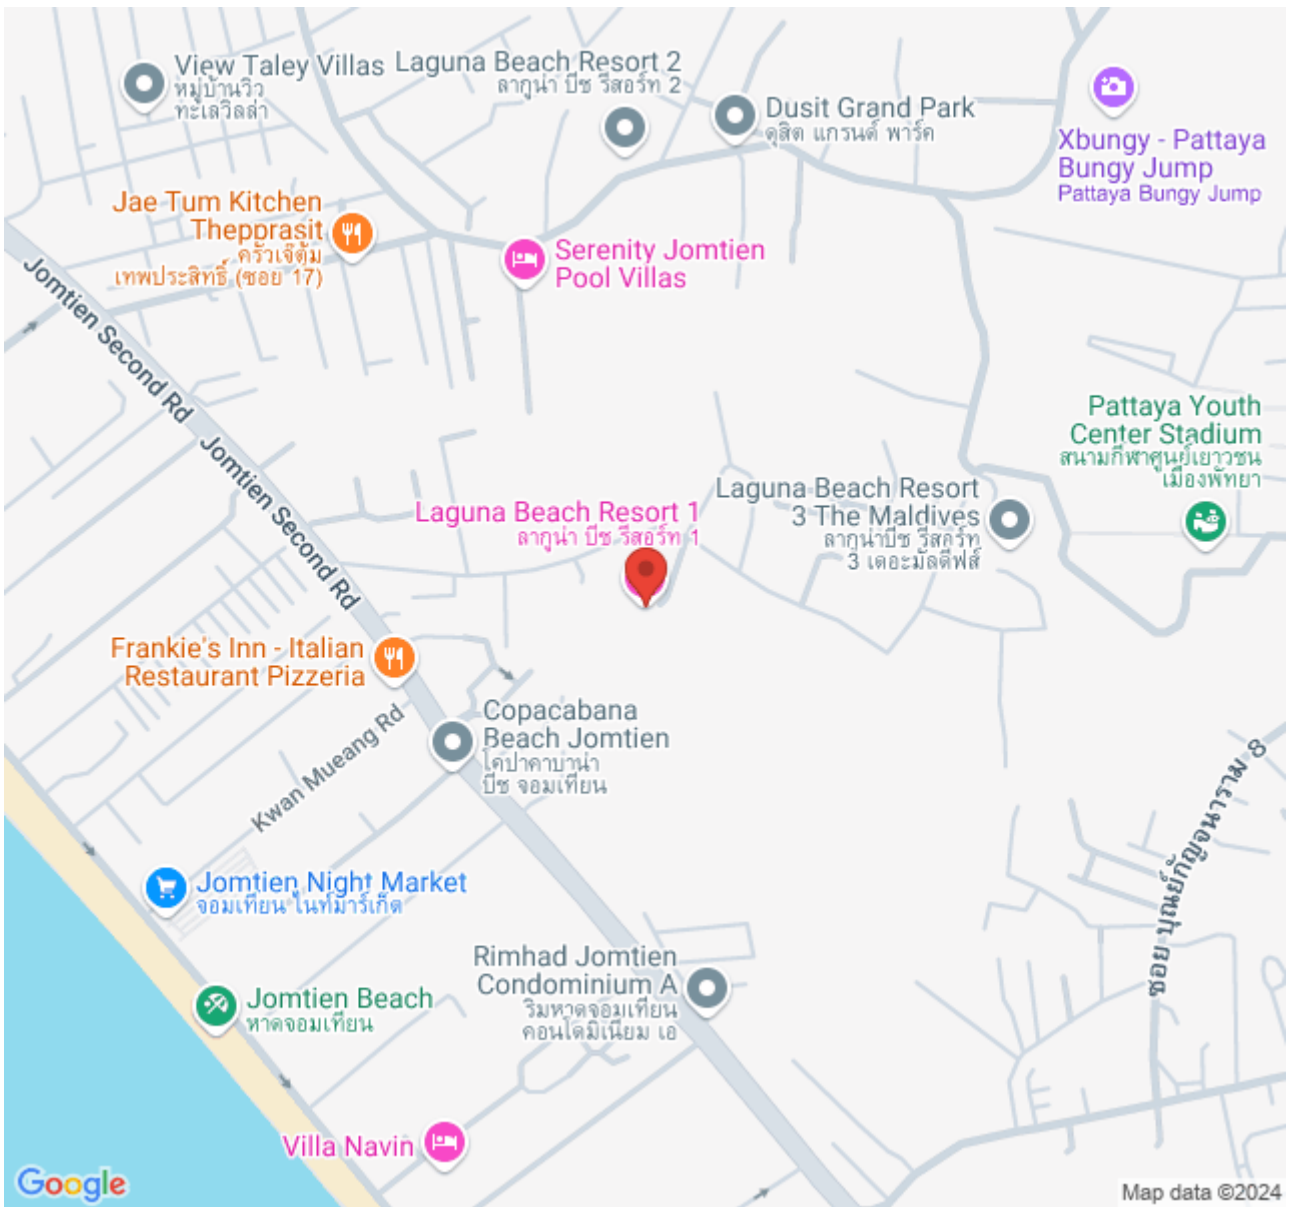 View Taley Villas
หมู่บ้านวิว
ทะเลวิลล่า
Laguna Beach Resort 2
ลากูน่า บีช รีสอร์ท 2
Dusit Grand Park
ดุสิต แกรนด์ พาร์ค
Xbungy - Pattaya
Bungy Jump
Pattaya Bungy Jump
Jae Tum Kitchen
Thepprasit
ครัวเจ๊ตุ้ม
เทพประสิทธิ์ (ซอย 17)
Serenity Jomtien
Pool Villas
Jomtien Second Rd
Jomtien Second Rd
Pattaya Youth
Center Stadium
สนามกีฬาศูนย์เยาวชน
เมืองพัทยา
Laguna Beach Resort
3 The Maldives
ลากูน่าบีช รีสอร์ท
3 เดอะมัลดีฟส์
Laguna Beach Resort 1
ลากูน่า บีช รีสอร์ท 1
Frankie's Inn - Italian
Restaurant Pizzeria
Copacabana
Beach Jomtien
โคปาคาบาน่า
บีช จอมเทียน
Kwan Mueang Rd
ซอย บุณย์กัญจนาราม 8
Jomtien Night Market
จอมเทียน ไนท์มาร์เก็ต
Rimhad Jomtien
Condominium A
ริมหาดจอมเทียน
คอนโดมิเนียม เอ
Jomtien Beach
หาดจอมเทียน
Villa Navin
Google
Map data ©2024